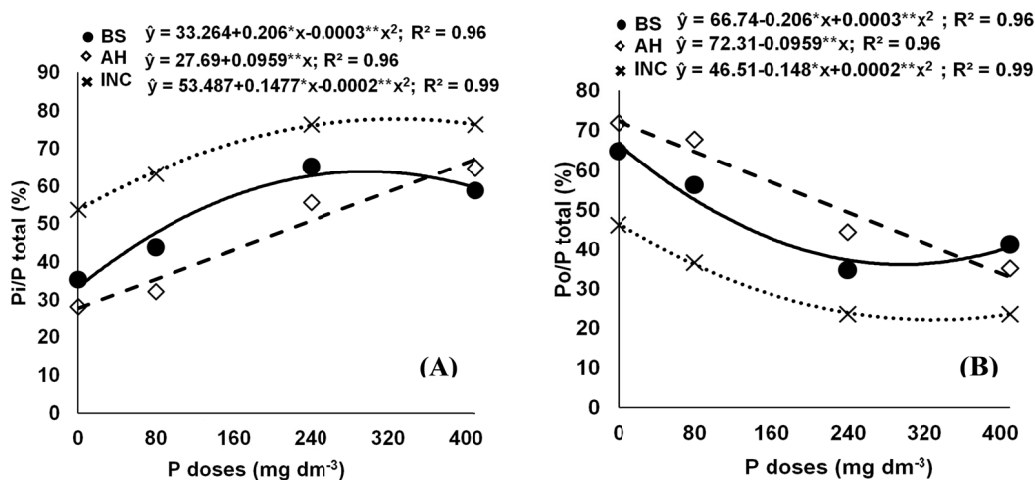 BS ŷ = 33.264+0.206*x-0.0003**x²; R² = 0.96
AH ŷ = 27.69+0.0959**x; R² = 0.96
INC ŷ = 53.487+0.1477*x-0.0002**x²; R² = 0.99
90
80
70
60
50
40
30
20
10
0
Pi/P total (%)
(A)
0 80 160 240 320 400
P doses (mg dm⁻³)
BS ŷ = 66.74-0.206*x+0.0003**x²; R² = 0.96
AH ŷ = 72.31-0.0959**x; R² = 0.96
INC ŷ = 46.51-0.148*x+0.0002**x²; R² = 0.99
80
70
60
50
40
30
20
10
0
Po/P total (%)
(B)
0 80 160 240 320 400
P doses (mg dm⁻³)